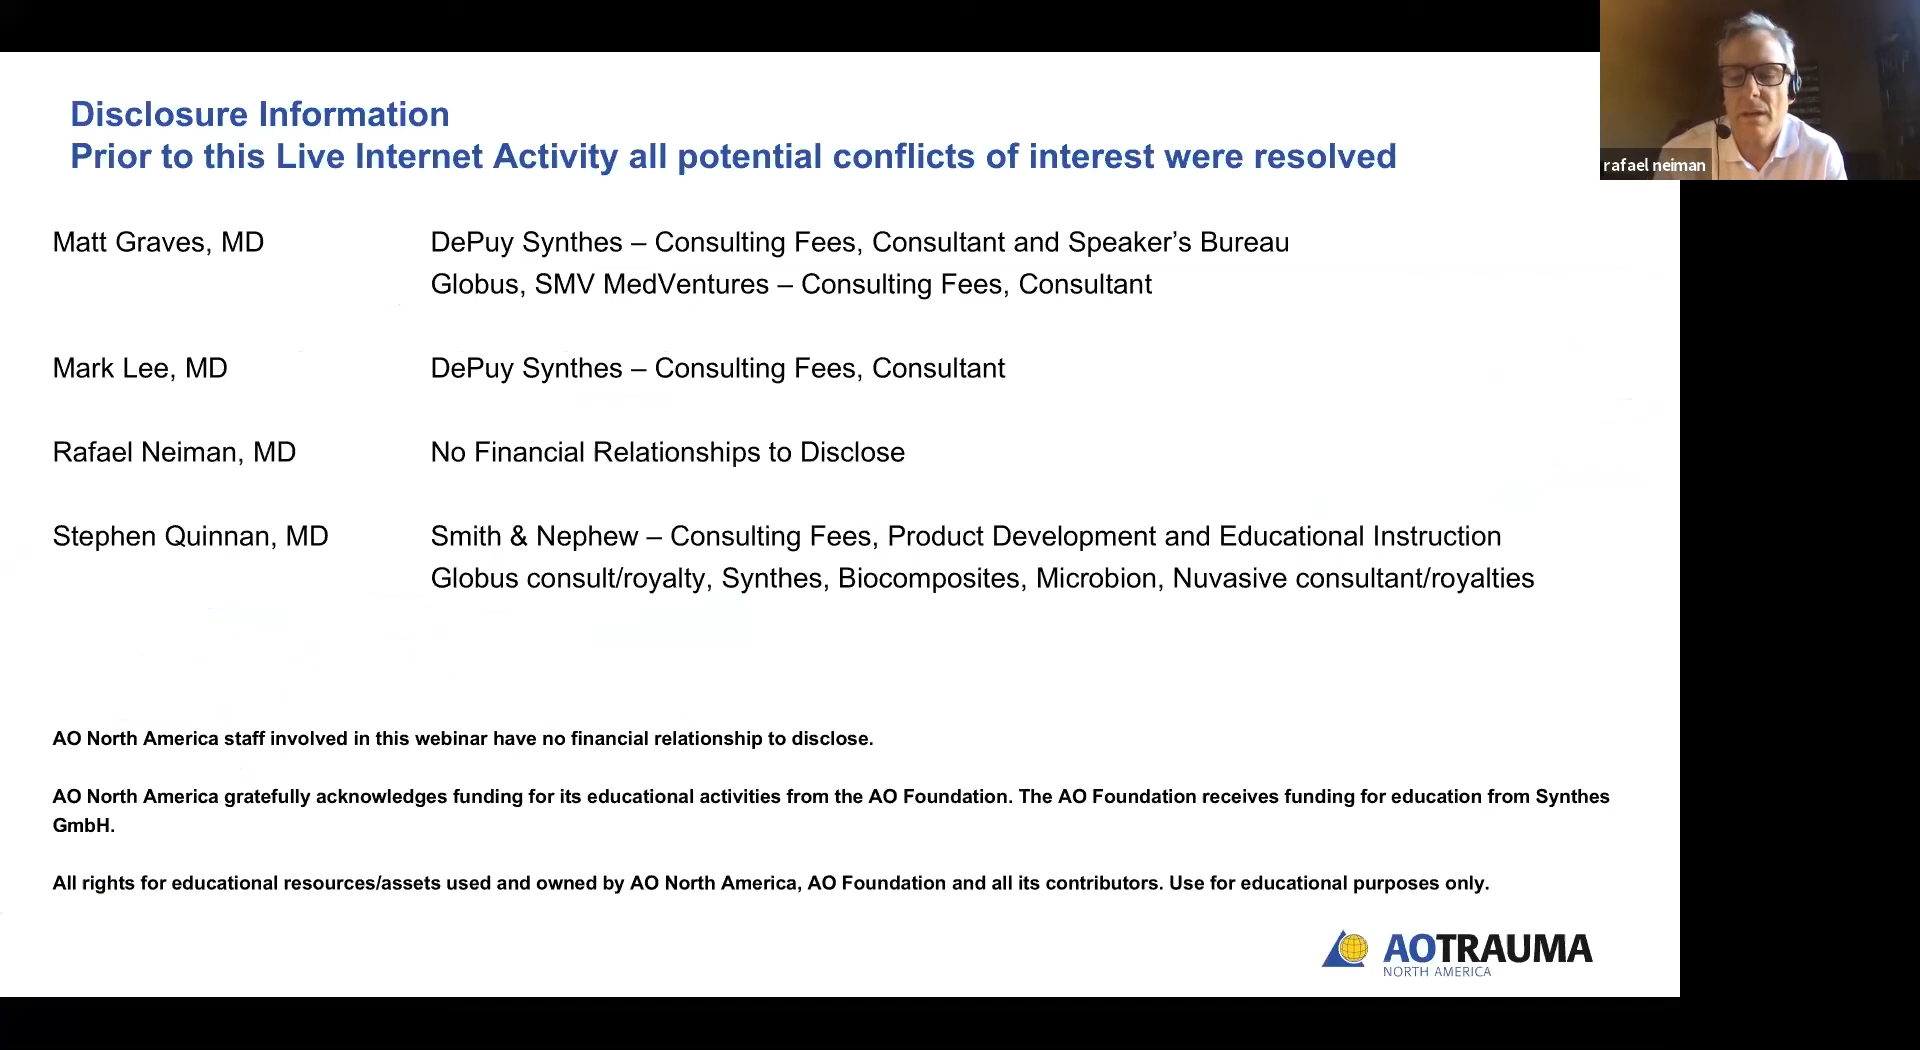 Disclosure Information
Prior to this Live Internet Activity all potential conflicts of interest were resolved
rafael neiman
Matt Graves, MD
DePuy Synthes – Consulting Fees, Consultant and Speaker’s Bureau
Globus, SMV MedVentures – Consulting Fees, Consultant
Mark Lee, MD
DePuy Synthes – Consulting Fees, Consultant
Rafael Neiman, MD
No Financial Relationships to Disclose
Stephen Quinnan, MD
Smith & Nephew – Consulting Fees, Product Development and Educational Instruction
Globus consult/royalty, Synthes, Biocomposites, Microbion, Nuvasive consultant/royalties
AO North America staff involved in this webinar have no financial relationship to disclose.
AO North America gratefully acknowledges funding for its educational activities from the AO Foundation. The AO Foundation receives funding for education from Synthes
GmbH.
All rights for educational resources/assets used and owned by AO North America, AO Foundation and all its contributors. Use for educational purposes only.
AOTRAUMA
NORTH AMERICA